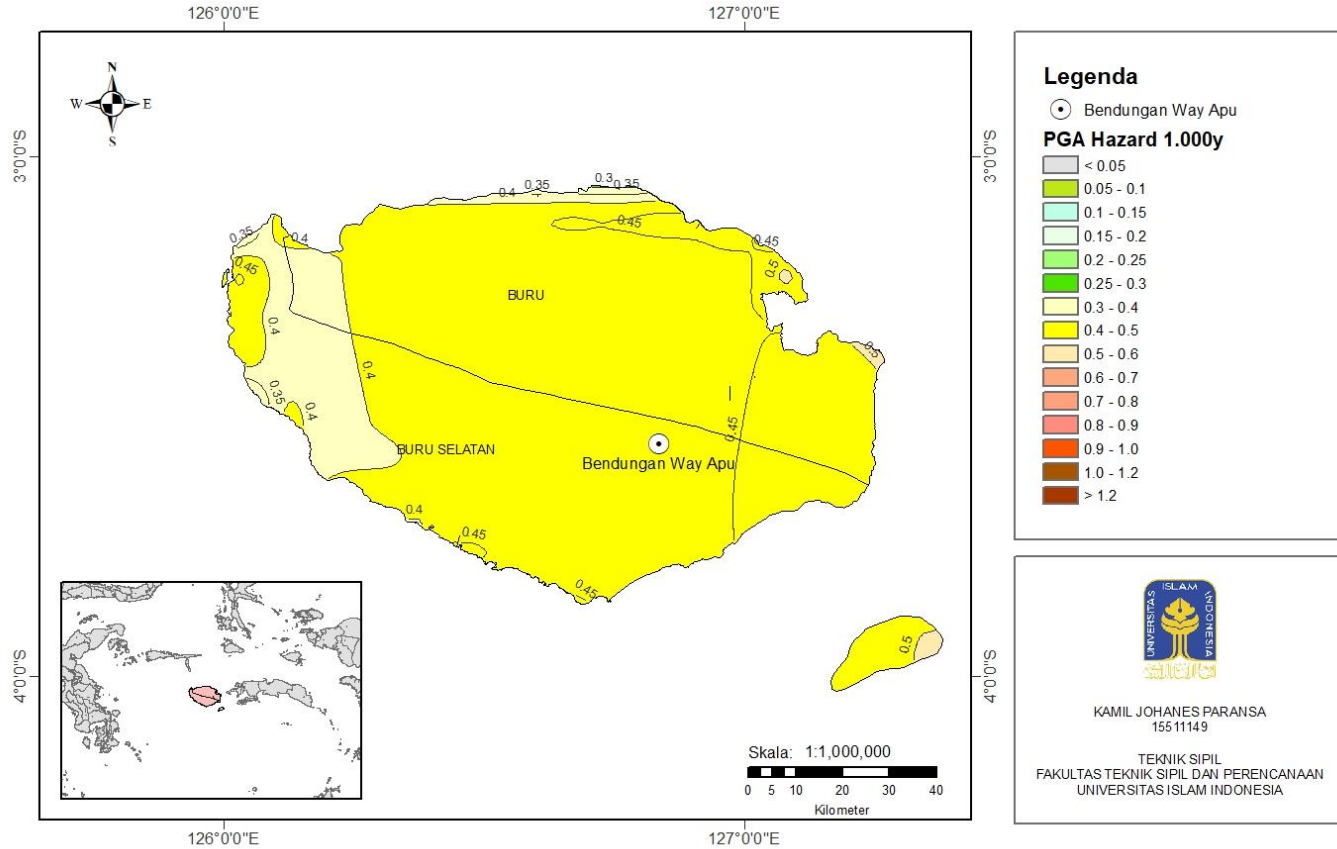 126°0'0"E 127°0'0"E
3°0'0"S
4°0'0"S
3°0'0"S
4°0'0"S
N
W E
S
0.35
0.4
0.45
0.4
0.35
0.4
0.4
0.4
0.35
0.3
0.35
0.45
0.45
0.5
0.5
BURU
BURU SELATAN
Bendungan Way Apu
0.45
0.4
0.45
0.45
0.5
Skala: 1:1,000,000
0 5 10 20 30 40
Kilometer
126°0'0"E 127°0'0"E
Legenda
Bendungan Way Apu
PGA Hazard 1.000y
< 0.05
0.05 - 0.1
0.1 - 0.15
0.15 - 0.2
0.2 - 0.25
0.25 - 0.3
0.3 - 0.4
0.4 - 0.5
0.5 - 0.6
0.6 - 0.7
0.7 - 0.8
0.8 - 0.9
0.9 - 1.0
1.0 - 1.2
> 1.2
UNIVERSITAS
ISLAM
INDONESIA
KAMIL JOHANES PARANSA
15511149
TEKNIK SIPIL
FAKULTAS TEKNIK SIPIL DAN PERENCANAAN
UNIVERSITAS ISLAM INDONESIA